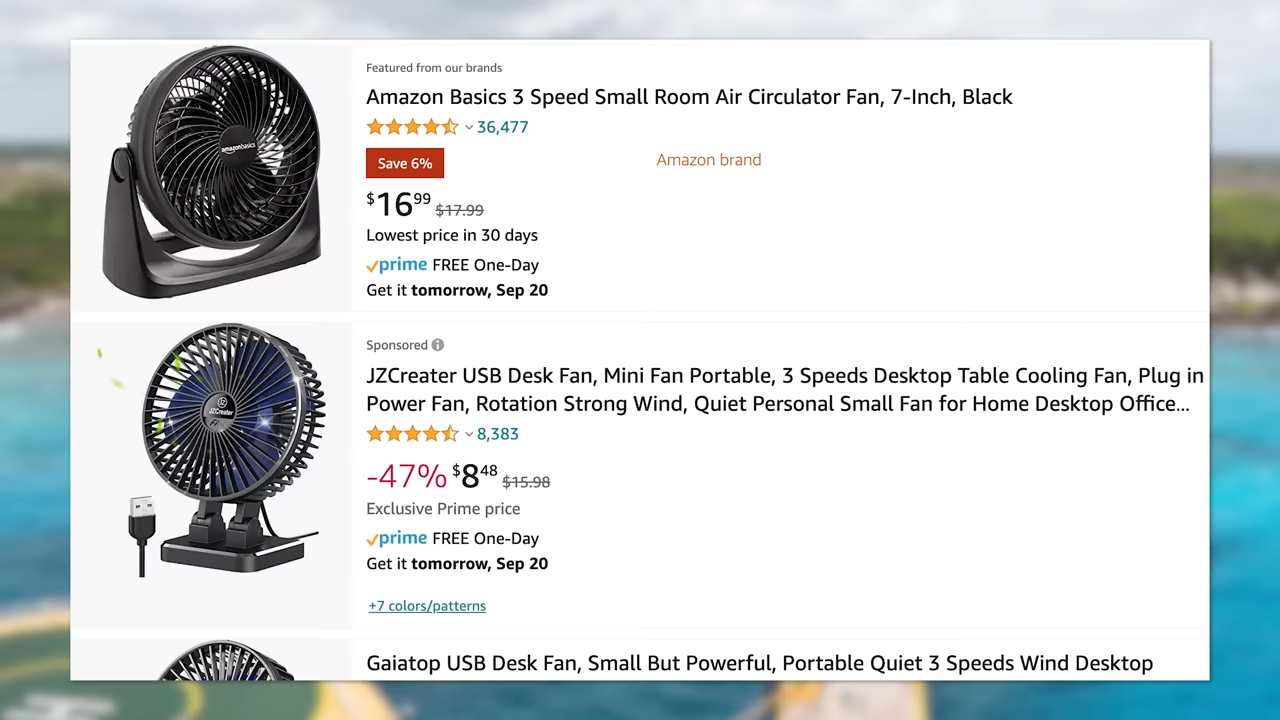 Featured from our brands
Amazon Basics 3 Speed Small Room Air Circulator Fan, 7-Inch, Black
36,477
Save 6%
Amazon brand
$16.99 $17.99
Lowest price in 30 days
prime FREE One-Day
Get it tomorrow, Sep 20
amazonbasics
Sponsored
JZCreater USB Desk Fan, Mini Fan Portable, 3 Speeds Desktop Table Cooling Fan, Plug in
Power Fan, Rotation Strong Wind, Quiet Personal Small Fan for Home Desktop Office...
8,383
-47% $8.48 $15.98
Exclusive Prime price
prime FREE One-Day
Get it tomorrow, Sep 20
+7 colors/patterns
JZCreater
Gaiatop USB Desk Fan, Small But Powerful, Portable Quiet 3 Speeds Wind Desktop